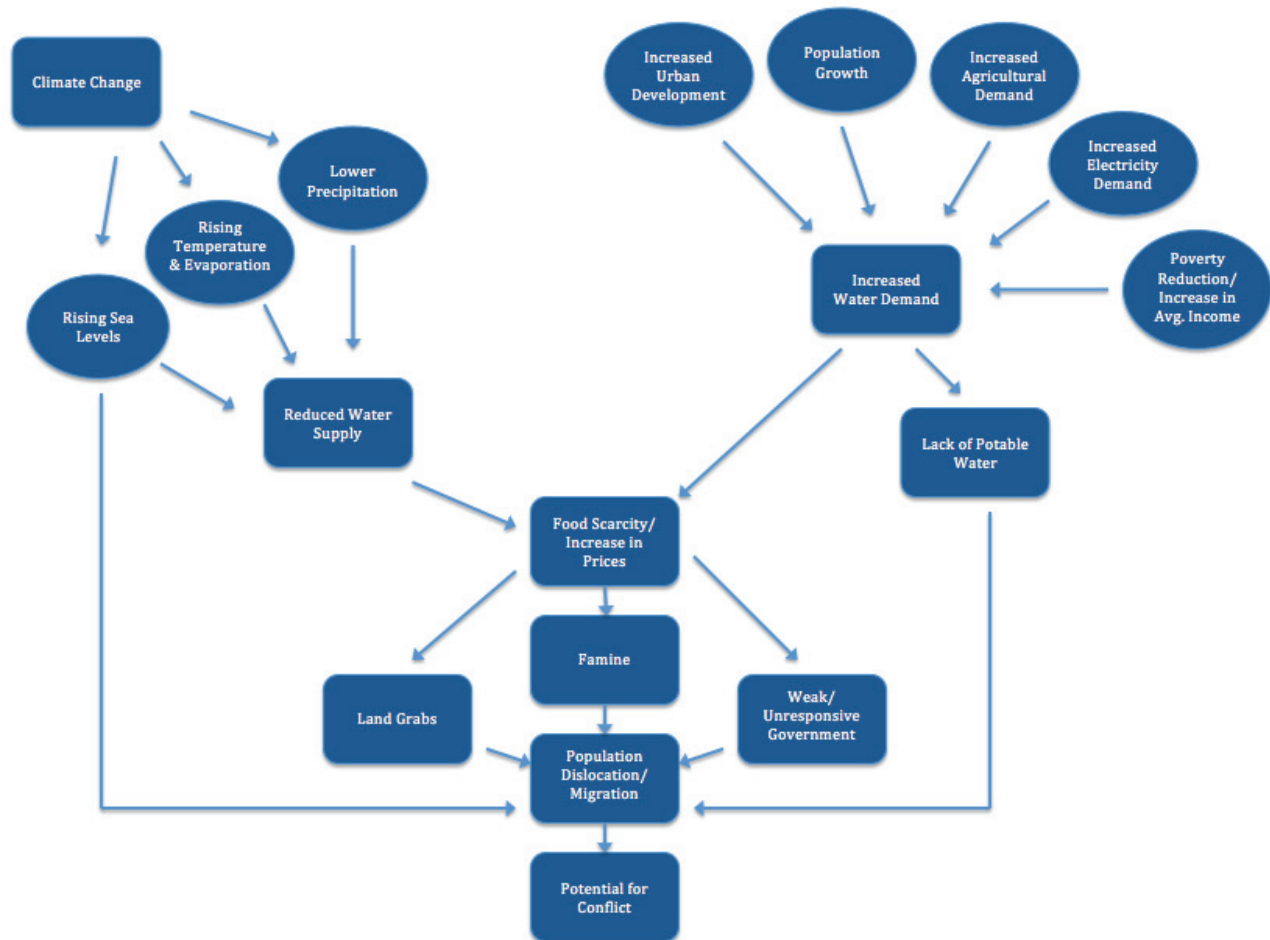 Climate Change
Increased
Urban
Development
Population
Growth
Increased
Agricultural
Demand
Increased
Electricity
Demand
Lower
Precipitation
Rising
Temperature
& Evaporation
Increased
Water Demand
Poverty
Reduction/
Increase in
Avg. Income
Rising Sea
Levels
Reduced Water
Supply
Lack of Potable
Water
Food Scarcity/
Increase in
Prices
Famine
Land Grabs
Weak/
Unresponsive
Government
Population
Dislocation/
Migration
Potential for
Conflict